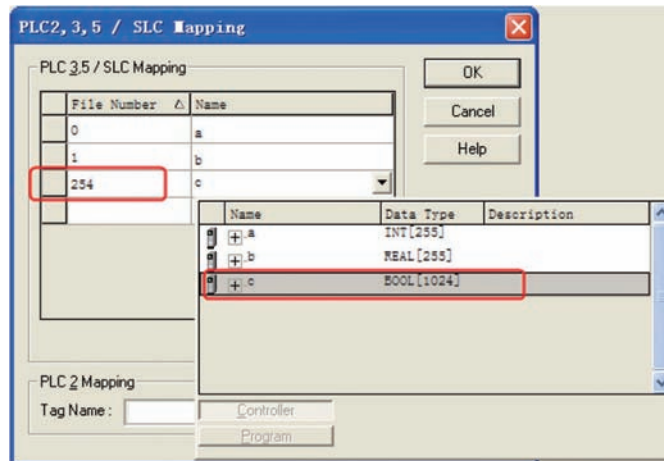 PLC2,3,5 / SLC Mapping
PLC 3,5 / SLC Mapping
File Number Name
0 a
1 b
254 c
OK
Cancel
Help
Name Data Type Description
a INT[255]
b REAL[255]
c BOOL[1024]
PLC 2 Mapping
Tag Name :
Controller
Program